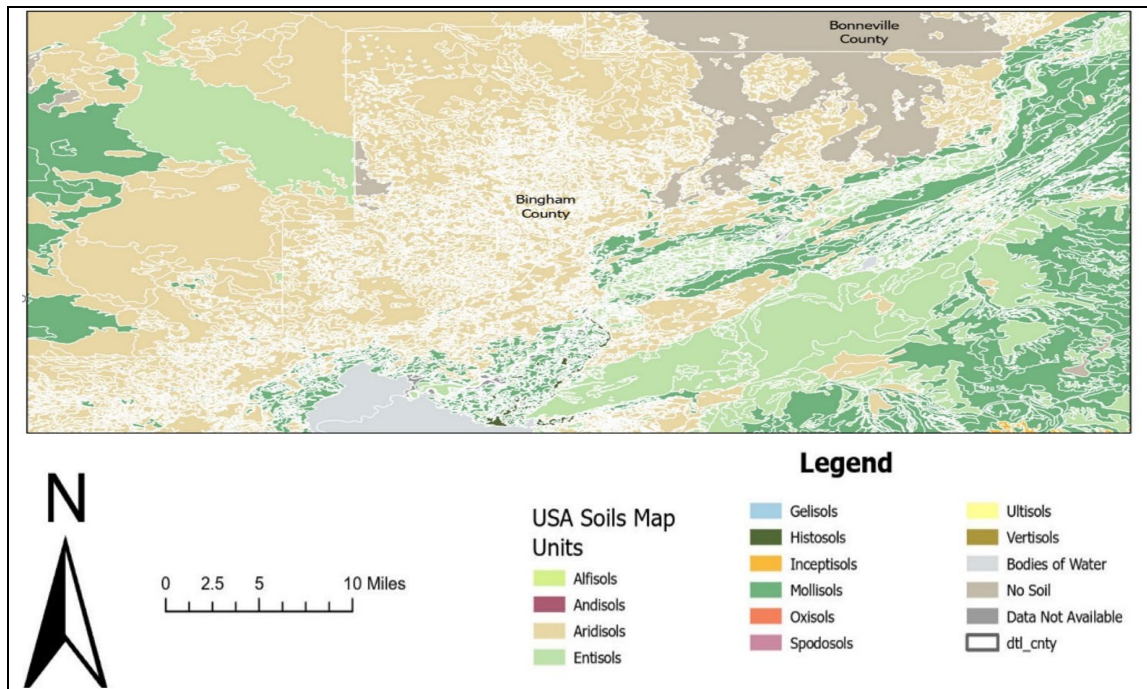 Bonneville
County
Bingham
County
N
0 2.5 5 10 Miles
Legend
USA Soils Map
Units
Alfisols
Andisols
Aridisols
Entisols
Gelisols
Histosols
Inceptisols
Mollisols
Oxisols
Spodosols
Ultisols
Vertisols
Bodies of Water
No Soil
Data Not Available
dtl_cnty